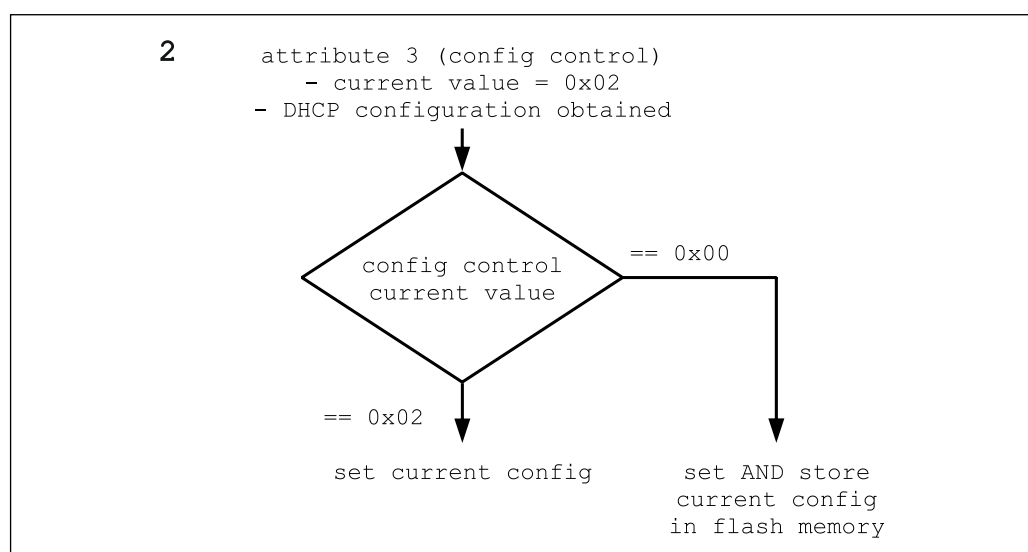 2
attribute 3 (config control)
- current value = 0x02
- DHCP configuration obtained
config control
current value
== 0x00
== 0x02
set current config
set AND store
current config
in flash memory